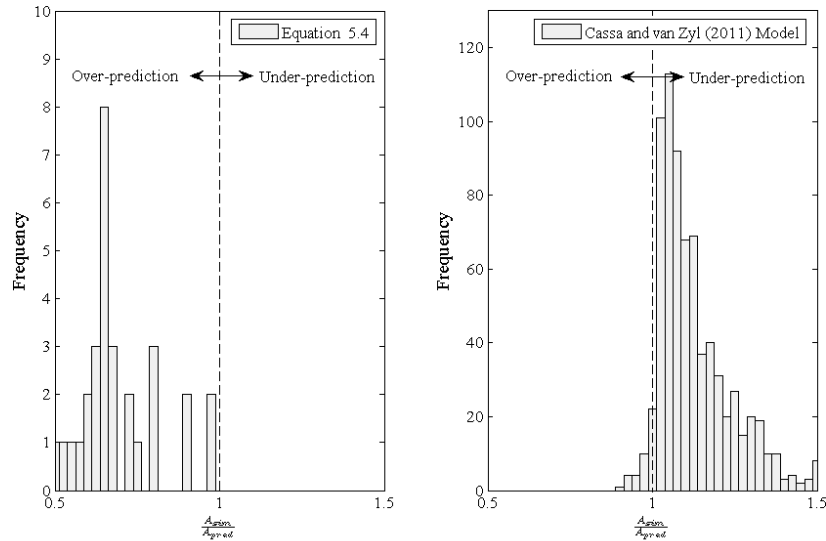 10
9
8
7
6
5
4
3
2
1
0
Frequency
Equation 5.4
Over-prediction
Under-prediction
0.5
1
1.5
A_sim
A_pred
120
100
80
60
40
20
0
Frequency
Cassa and van Zyl (2011) Model
Over-prediction
Under-prediction
0.5
1
1.5
A_sim
A_pred